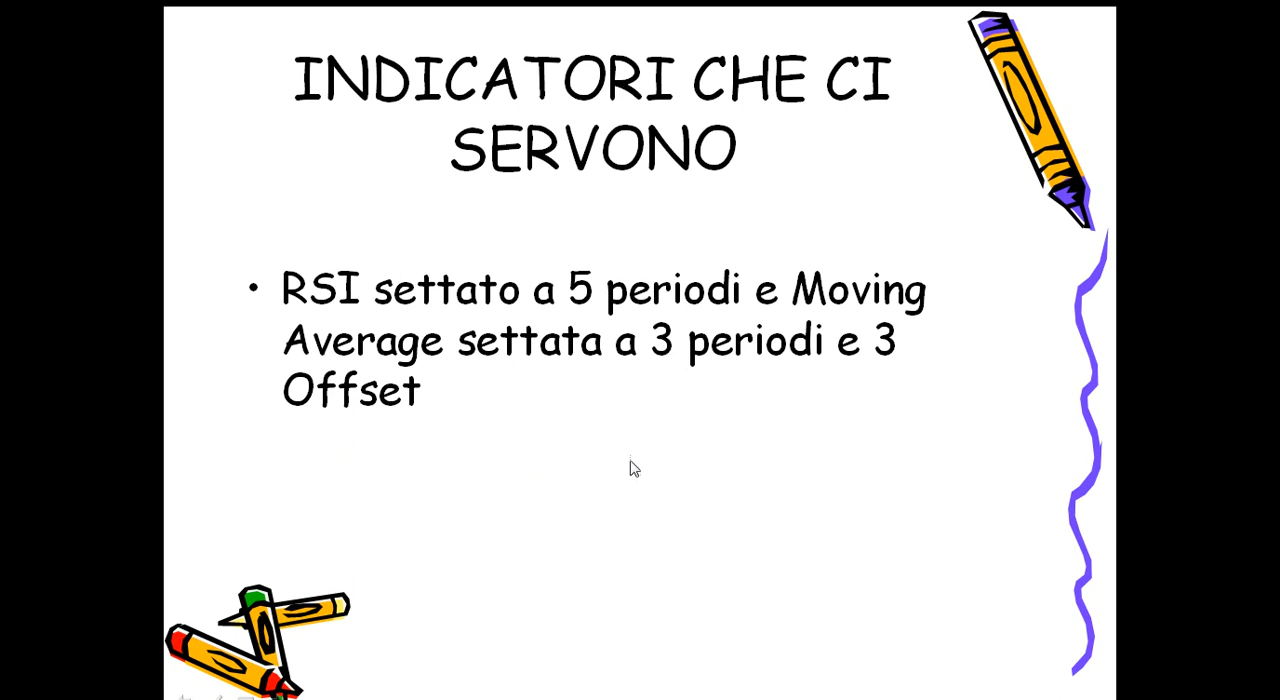 INDICATORI CHE CI
SERVONO
• RSI settato a 5 periodi e Moving
Average settata a 3 periodi e 3
Offset